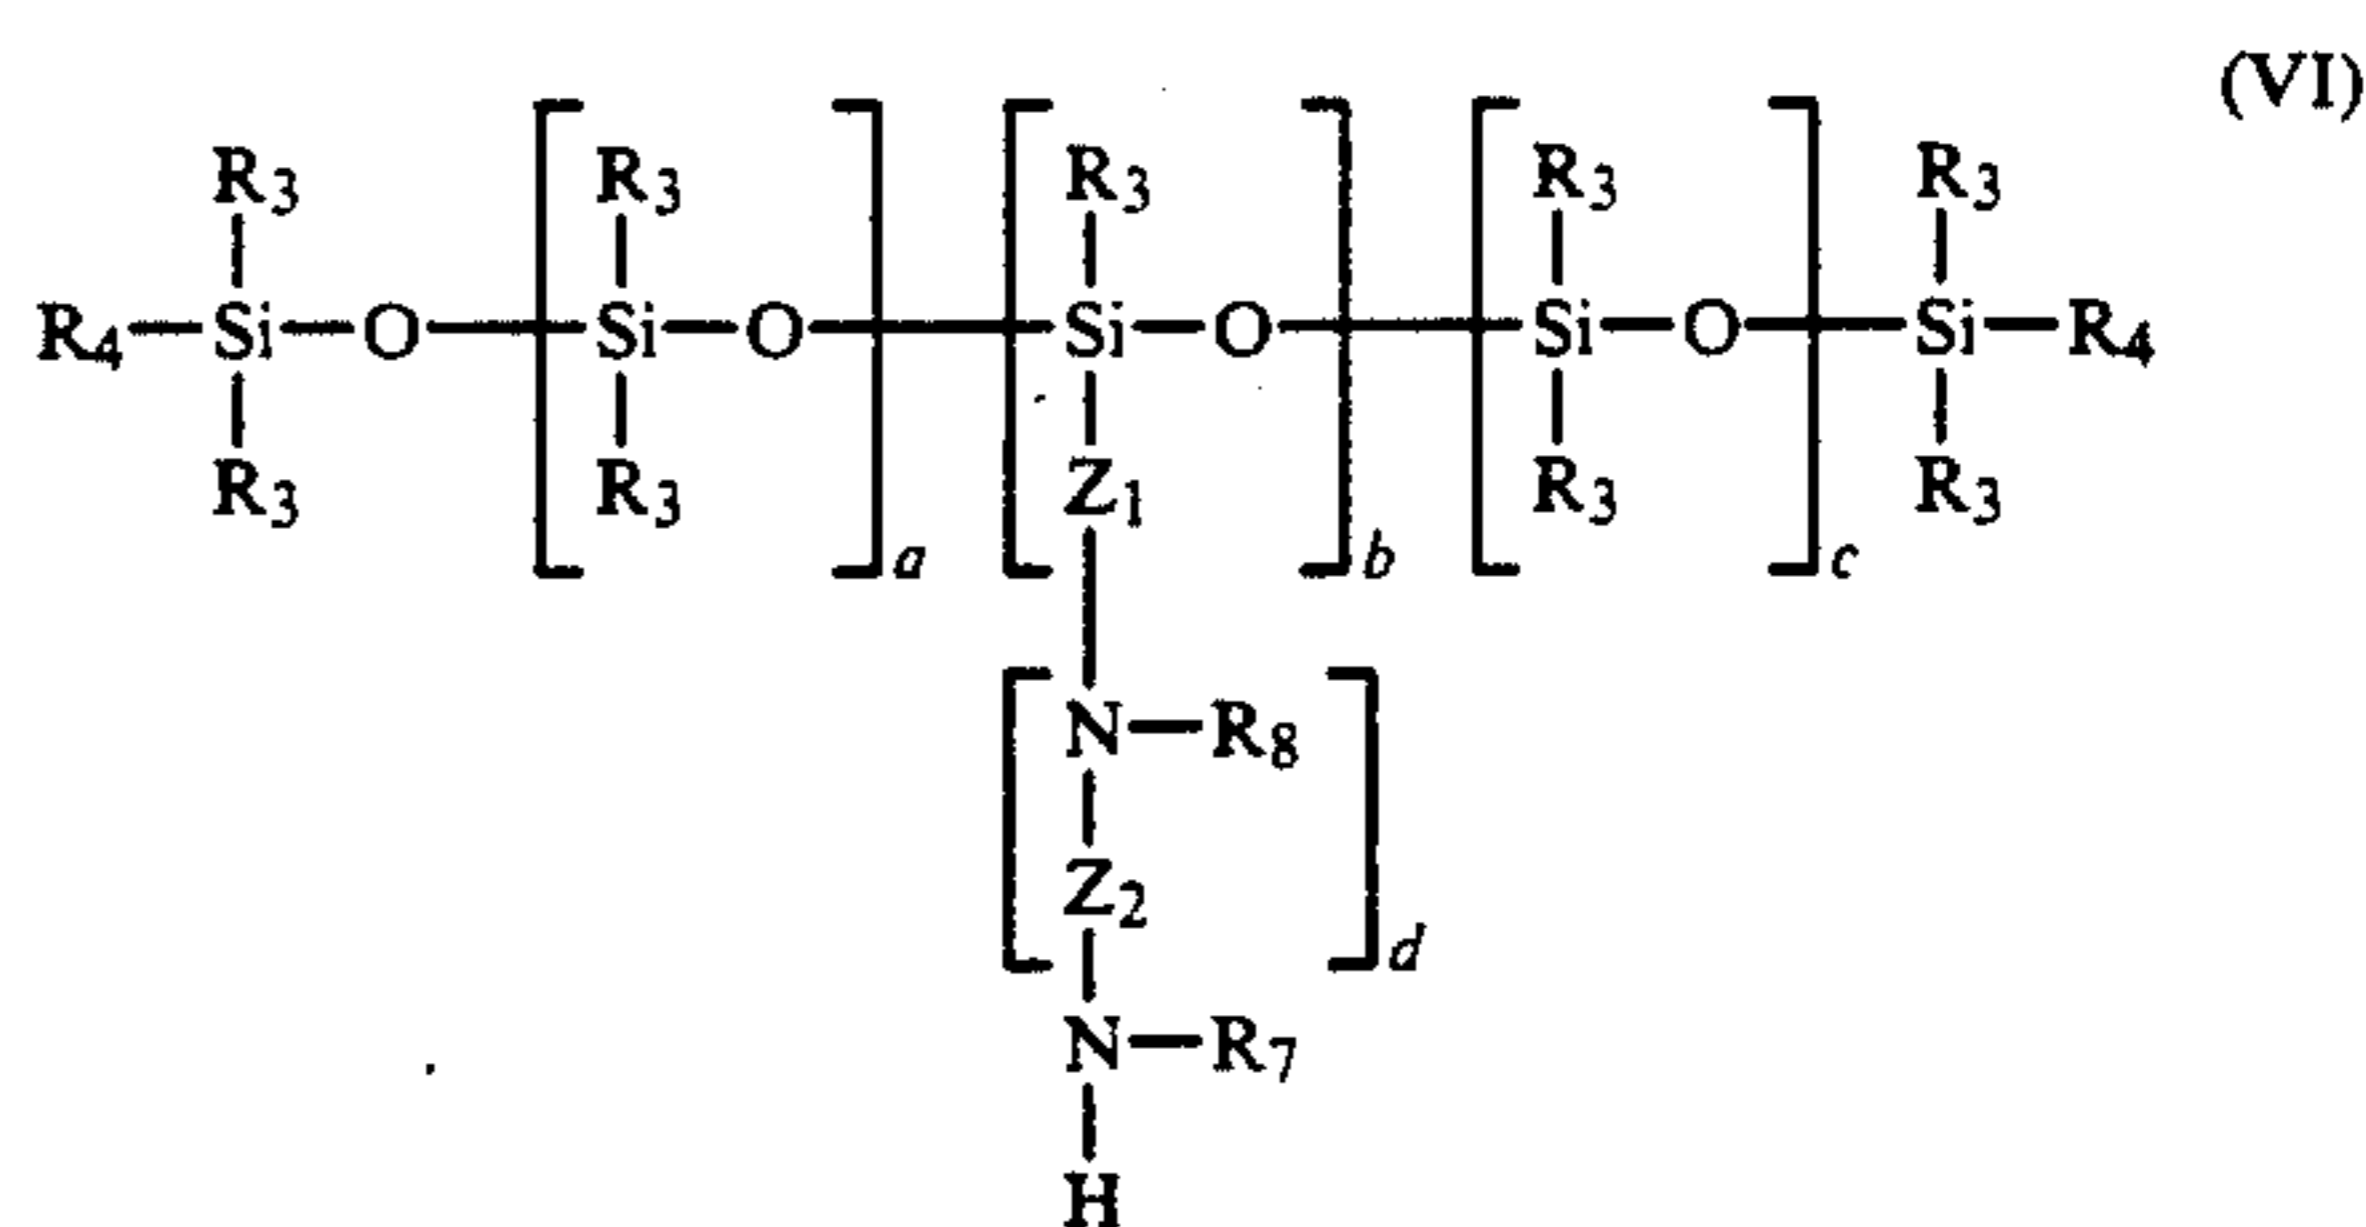 (VI)
R3 R3 R3 R3 R3
R4—Si—O—[Si—O]a—[Si—O]b—[Si—O]c—Si—R4
R3 R3 Z1 R3 R3
[N—R8
Z2]d
N—R7
H